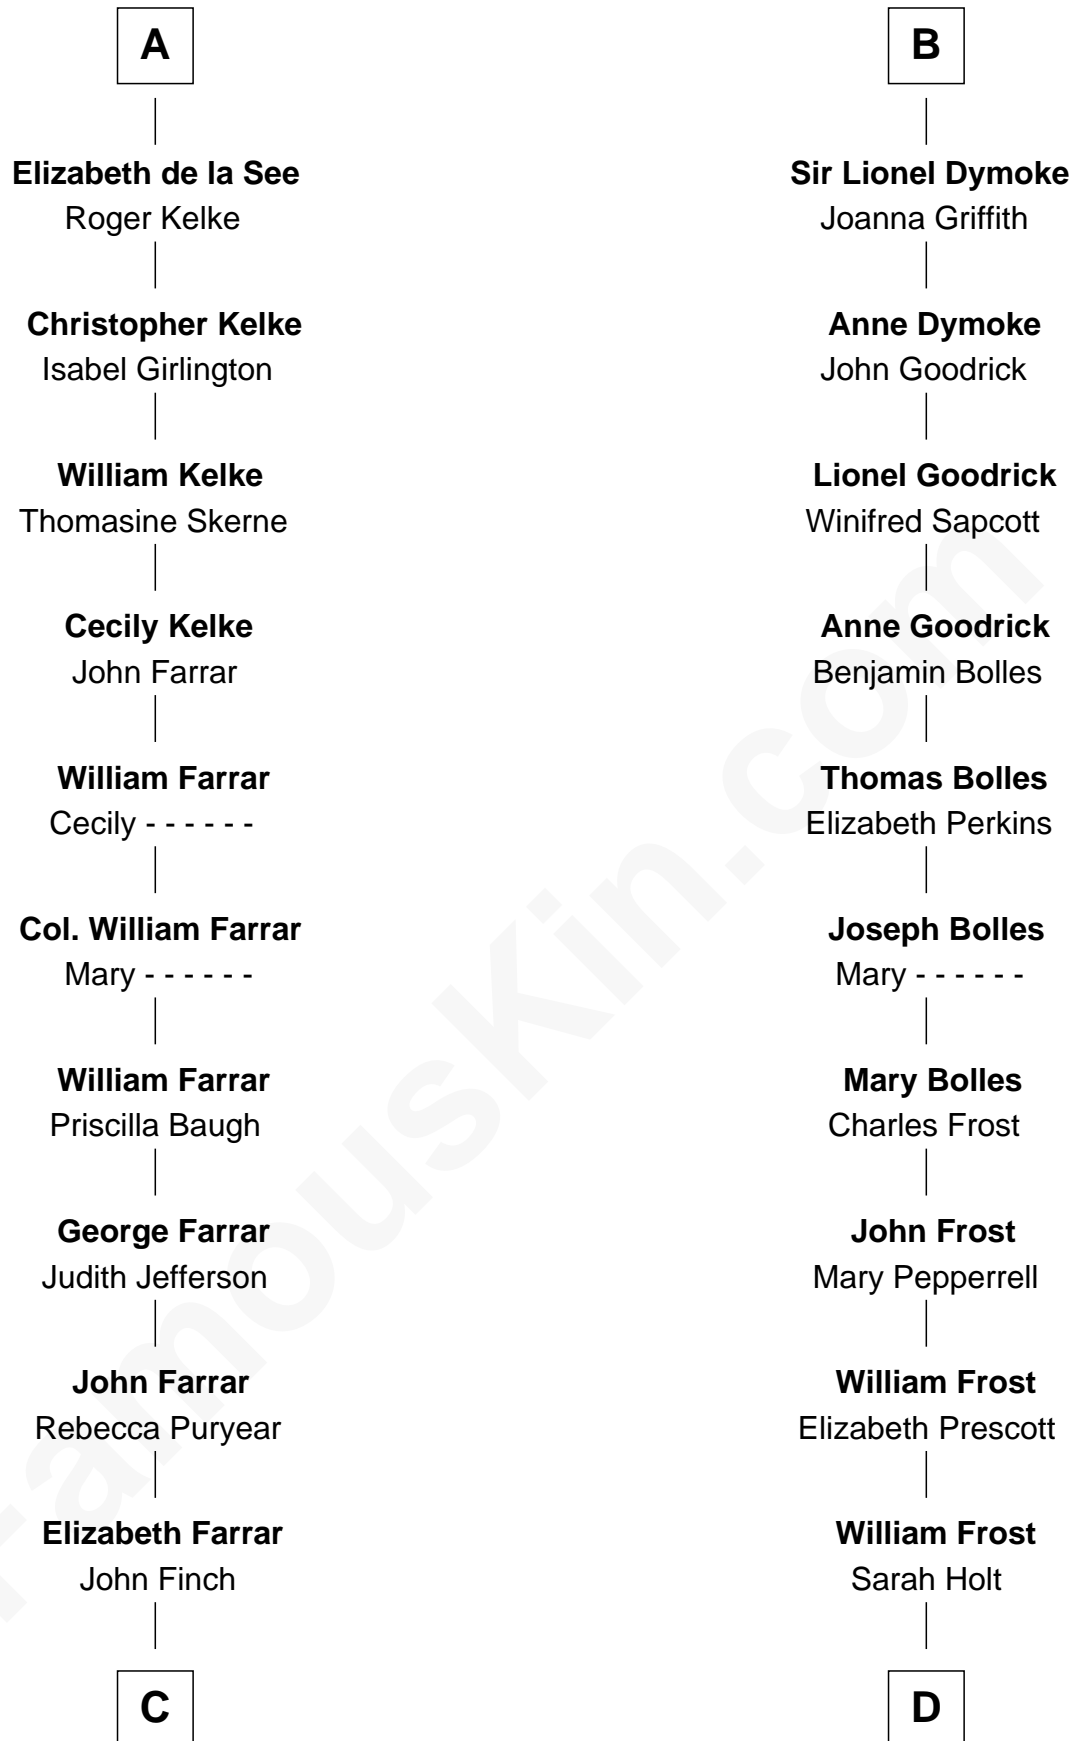 A
Elizabeth de la See
Roger Kelke
Christopher Kelke
Isabel Girlington
William Kelke
Thomasine Skerne
Cecily Kelke
John Farrar
William Farrar
Cecily - - - - - -
Col. William Farrar
Mary - - - - - -
William Farrar
Priscilla Baugh
George Farrar
Judith Jefferson
John Farrar
Rebecca Puryear
Elizabeth Farrar
John Finch
C
B
Sir Lionel Dymoke
Joanna Griffith
Anne Dymoke
John Goodrick
Lionel Goodrick
Winifred Sapcott
Anne Goodrick
Benjamin Bolles
Thomas Bolles
Elizabeth Perkins
Joseph Bolles
Mary - - - - - -
Mary Bolles
Charles Frost
John Frost
Mary Pepperrell
William Frost
Elizabeth Prescott
William Frost
Sarah Holt
D
FamousKin.com